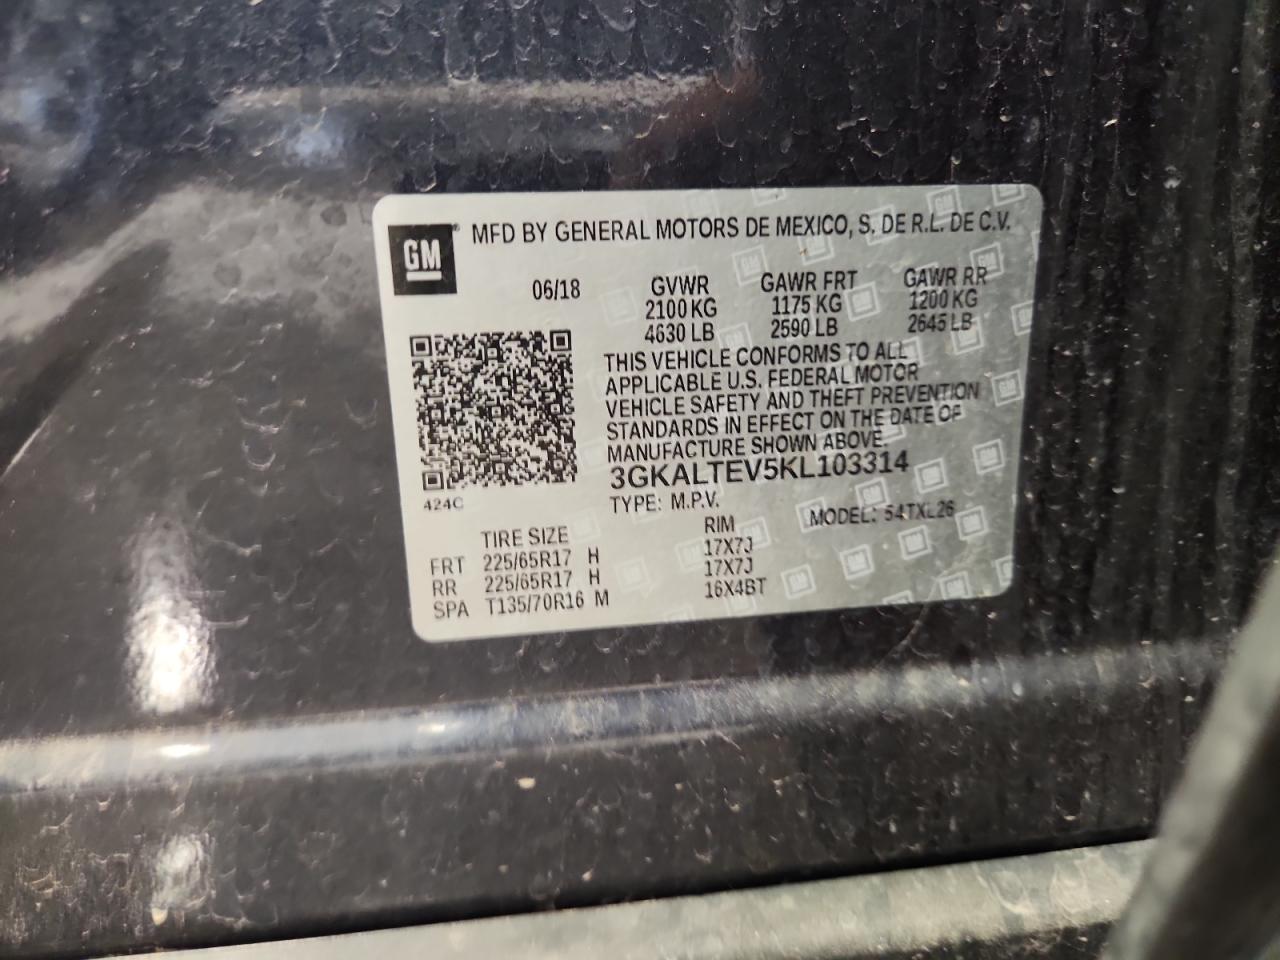 GM
MFD BY GENERAL MOTORS DE MEXICO, S. DE R.L. DE C.V.
06/18 GVWR GAWR FRT GAWR RR
2100 KG 1175 KG 1200 KG
4630 LB 2590 LB 2645 LB
THIS VEHICLE CONFORMS TO ALL
APPLICABLE U.S. FEDERAL MOTOR
VEHICLE SAFETY AND THEFT PREVENTION
STANDARDS IN EFFECT ON THE DATE OF
MANUFACTURE SHOWN ABOVE.
3GKALTEV5KL103314
424C
TYPE: M.P.V. MODEL: 54TXL26
TIRE SIZE RIM
FRT 225/65R17 H 17X7J
RR 225/65R17 H 17X7J
SPA T135/70R16 M 16X4BT